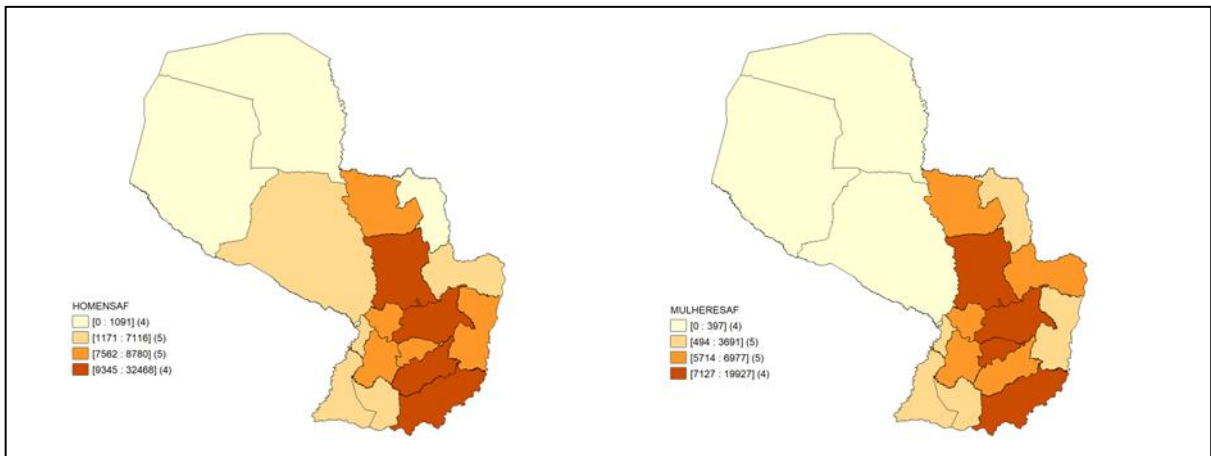 HOMENSAF
[0 : 1091] (4)
[1171 : 7116] (5)
[7562 : 8780] (5)
[9345 : 32468] (4)
MULHERESAF
[0 : 397] (4)
[494 : 3691] (5)
[5714 : 6977] (5)
[7127 : 19927] (4)